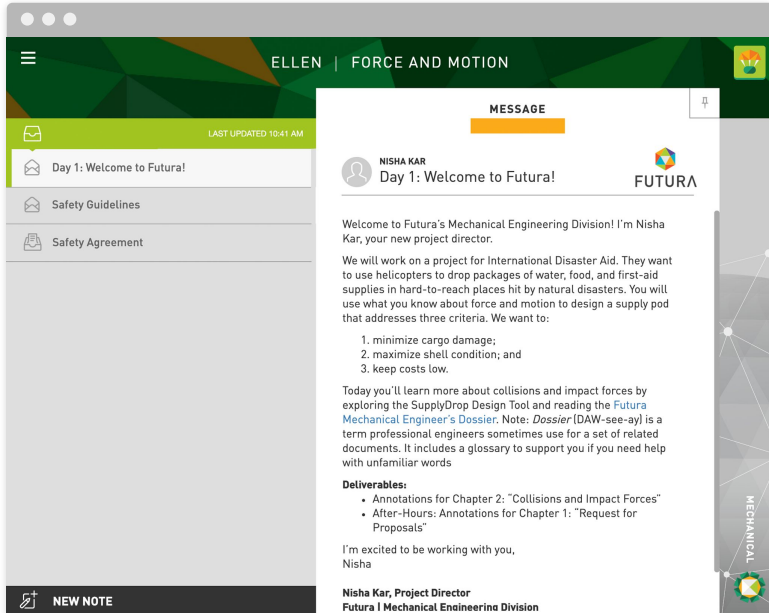 ELLEN | FORCE AND MOTION
LAST UPDATED 10:41 AM
Day 1: Welcome to Futura!
Safety Guidelines
Safety Agreement
NEW NOTE
MESSAGE
NISHA KAR
Day 1: Welcome to Futura!
FUTURA
Welcome to Futura's Mechanical Engineering Division! I'm Nisha
Kar, your new project director.
We will work on a project for International Disaster Aid. They want
to use helicopters to drop packages of water, food, and first-aid
supplies in hard-to-reach places hit by natural disasters. You will
use what you know about force and motion to design a supply pod
that addresses three criteria. We want to:
1. minimize cargo damage;
2. maximize shell condition; and
3. keep costs low.
Today you'll learn more about collisions and impact forces by
exploring the SupplyDrop Design Tool and reading the Futura
Mechanical Engineer's Dossier. Note: Dossier (DAW-see-ay) is a
term professional engineers sometimes use for a set of related
documents. It includes a glossary to support you if you need help
with unfamiliar words
Deliverables:
• Annotations for Chapter 2: "Collisions and Impact Forces"
• After-Hours: Annotations for Chapter 1: "Request for
Proposals"
I'm excited to be working with you,
Nisha
Nisha Kar, Project Director
Futura | Mechanical Engineering Division
MECHANICAL